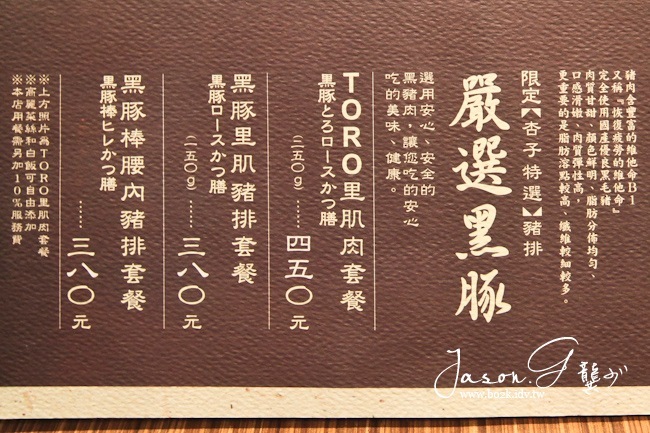 豬肉含豐富的維他命B1
又稱『恢復疲勞的維他命』
完全使用國產優良黑毛豬
肉質甘甜、顏色鮮明、脂肪分佈均勻、
口感滑嫩、肉質彈性高，
更重要的是脂肪溶點較高、纖維較細較多。
限定【杏子特選】豬排
嚴選黑豚
選用安心、安全的
黑豬肉，讓您吃的安心
吃的美味、健康。
TORO里肌肉套餐
黑豚とろロースかつ膳
(二五〇g)……四五〇元
黑豚里肌豬排套餐
黑豚ロースかつ膳
(一五〇g)……三八〇元
黑豚棒腰內豬排套餐
黑豚棒ヒレかつ膳
……三八〇元
※上方照片為TORO里肌肉套餐
※高麗菜絲和白飯可自由添加
※本店用餐需另加10%服務費
Jason.G